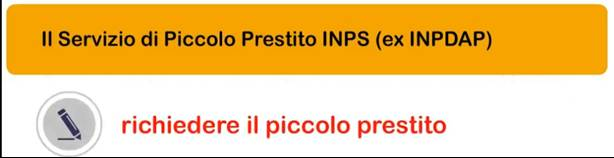 Il Servizio di Piccolo Prestito INPS (ex INPDAP)
richiedere il piccolo prestito